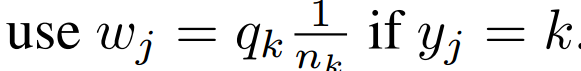 use $w_j = q_k \frac{1}{n_k}$ if $y_j = k$.